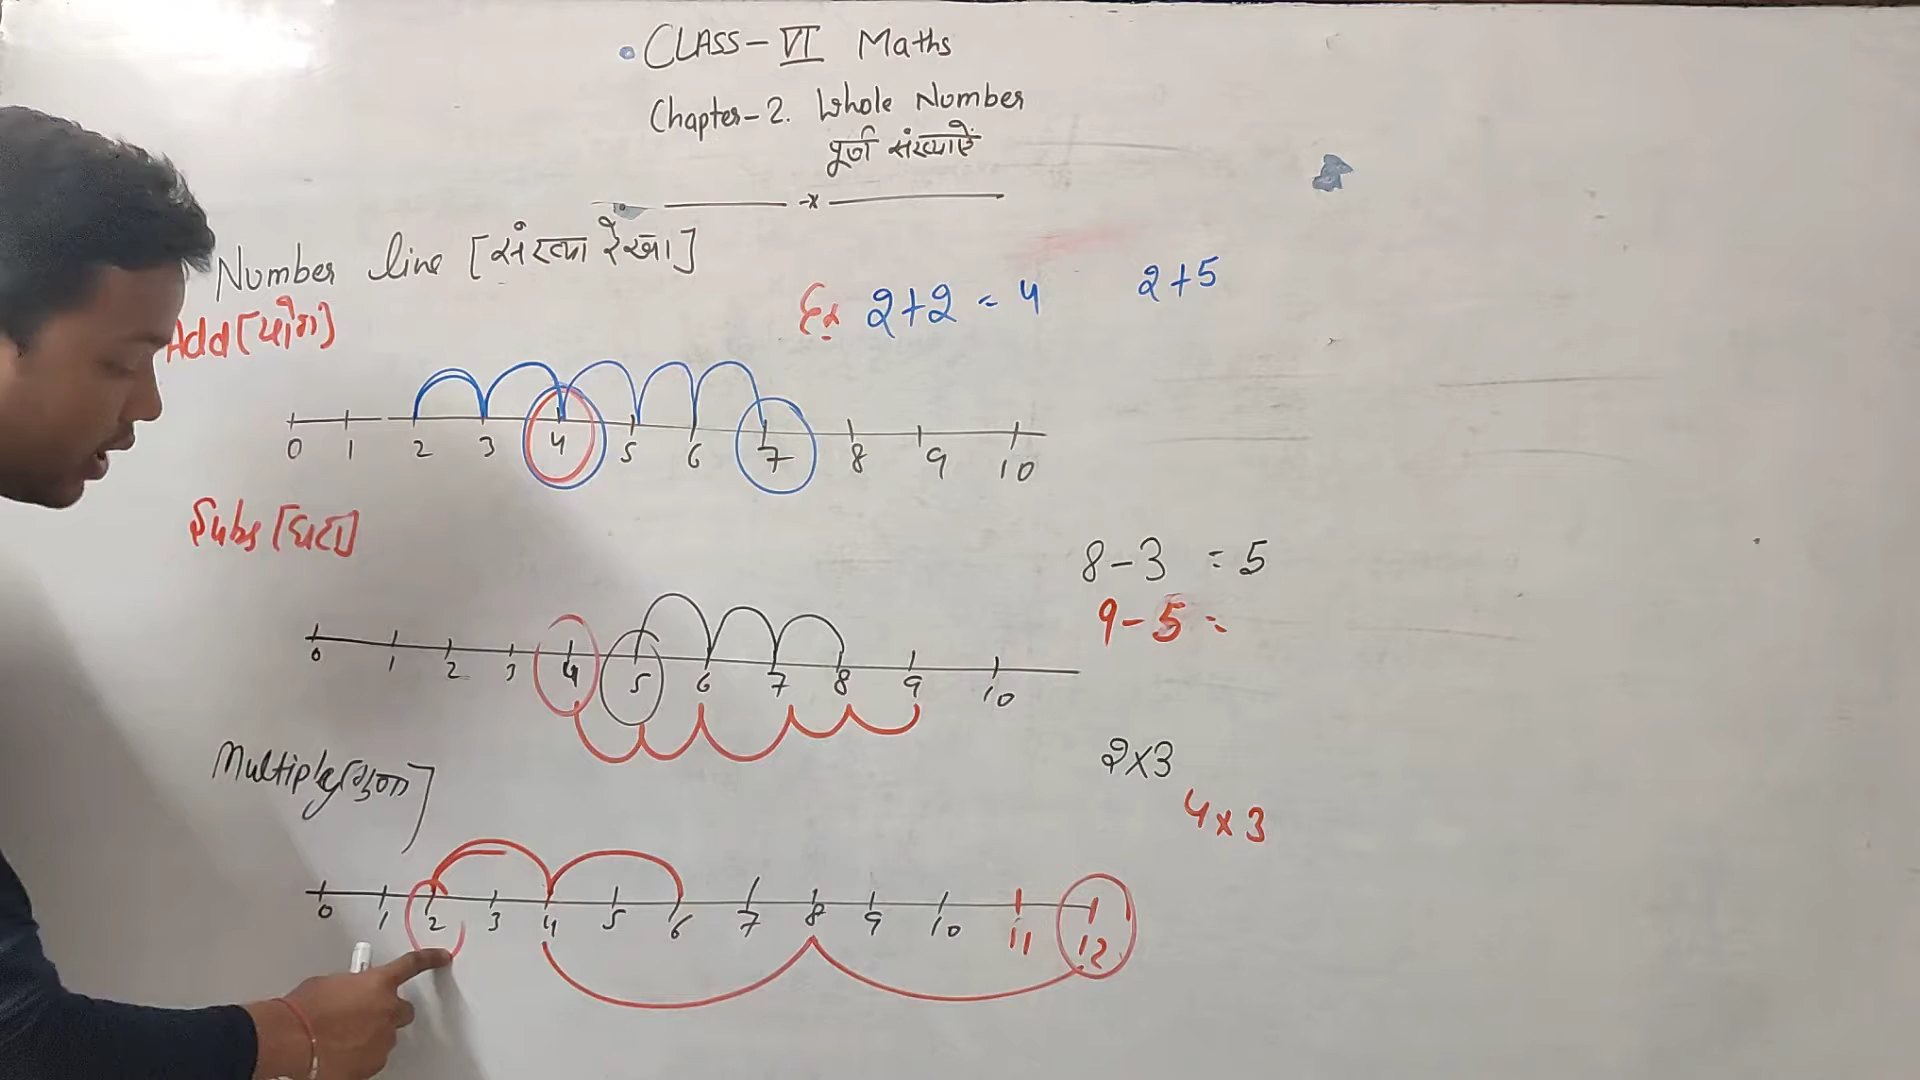 CLASS-VI Maths
Chapter-2. Whole Number
पूर्ण संख्याएँ
Number line [संख्या रेखा]
Add [योग]
Ex 2+2 = 4 2+5
0 1 2 3 4 5 6 7 8 9 10
Subs [घटा]
8-3 = 5
9-5 =
0 1 2 3 4 5 6 7 8 9 10
Multiply [गुणा]
2×3
4×3
0 1 2 3 4 5 6 7 8 9 10 11 12